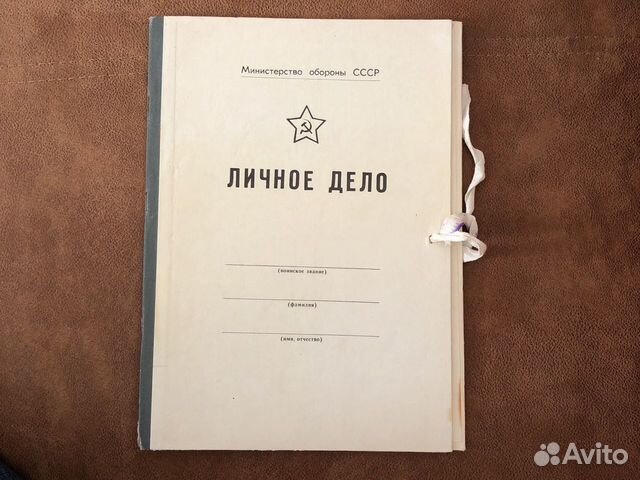 Министерство обороны СССР
ЛИЧНОЕ ДЕЛО
(воинское звание)
(фамилия)
(имя, отчество)
Avito